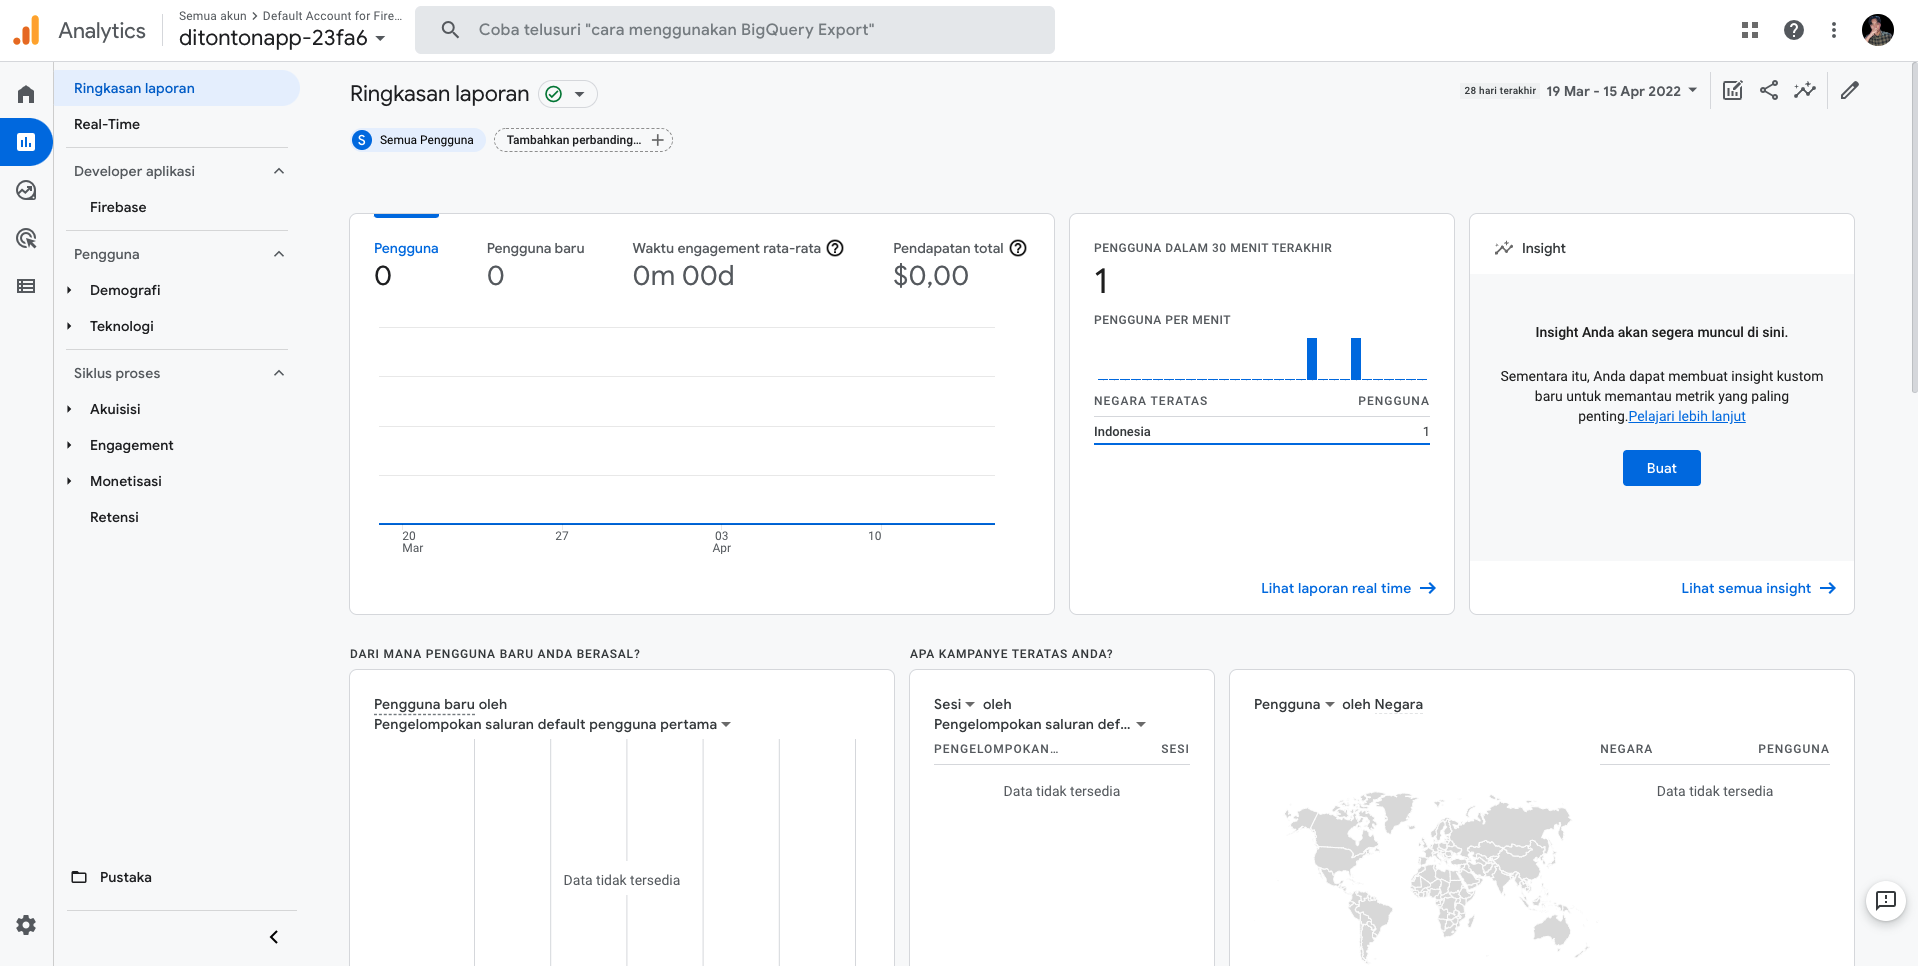 Analytics
Semua akun > Default Account for Fire...
ditontonapp-23fa6
Coba telusuri "cara menggunakan BigQuery Export"
Ringkasan laporan
Real-Time
Developer aplikasi
Firebase
Pengguna
Demografi
Teknologi
Siklus proses
Akuisisi
Engagement
Monetisasi
Retensi
Pustaka
Ringkasan laporan
28 hari terakhir 19 Mar - 15 Apr 2022
S Semua Pengguna
Tambahkan perbanding... +
Pengguna
0
Pengguna baru
0
Waktu engagement rata-rata
0m 00d
Pendapatan total
$0,00
20 Mar
27
03 Apr
10
PENGGUNA DALAM 30 MENIT TERAKHIR
1
PENGGUNA PER MENIT
NEGARA TERATAS PENGGUNA
Indonesia 1
Lihat laporan real time
Insight
Insight Anda akan segera muncul di sini.
Sementara itu, Anda dapat membuat insight kustom
baru untuk memantau metrik yang paling
penting.Pelajari lebih lanjut
Buat
Lihat semua insight
DARI MANA PENGGUNA BARU ANDA BERASAL?
Pengguna baru oleh
Pengelompokan saluran default pengguna pertama
Data tidak tersedia
APA KAMPANYE TERATAS ANDA?
Sesi oleh
Pengelompokan saluran def...
PENGELOMPOKAN... SESI
Data tidak tersedia
Pengguna oleh Negara
NEGARA PENGGUNA
Data tidak tersedia